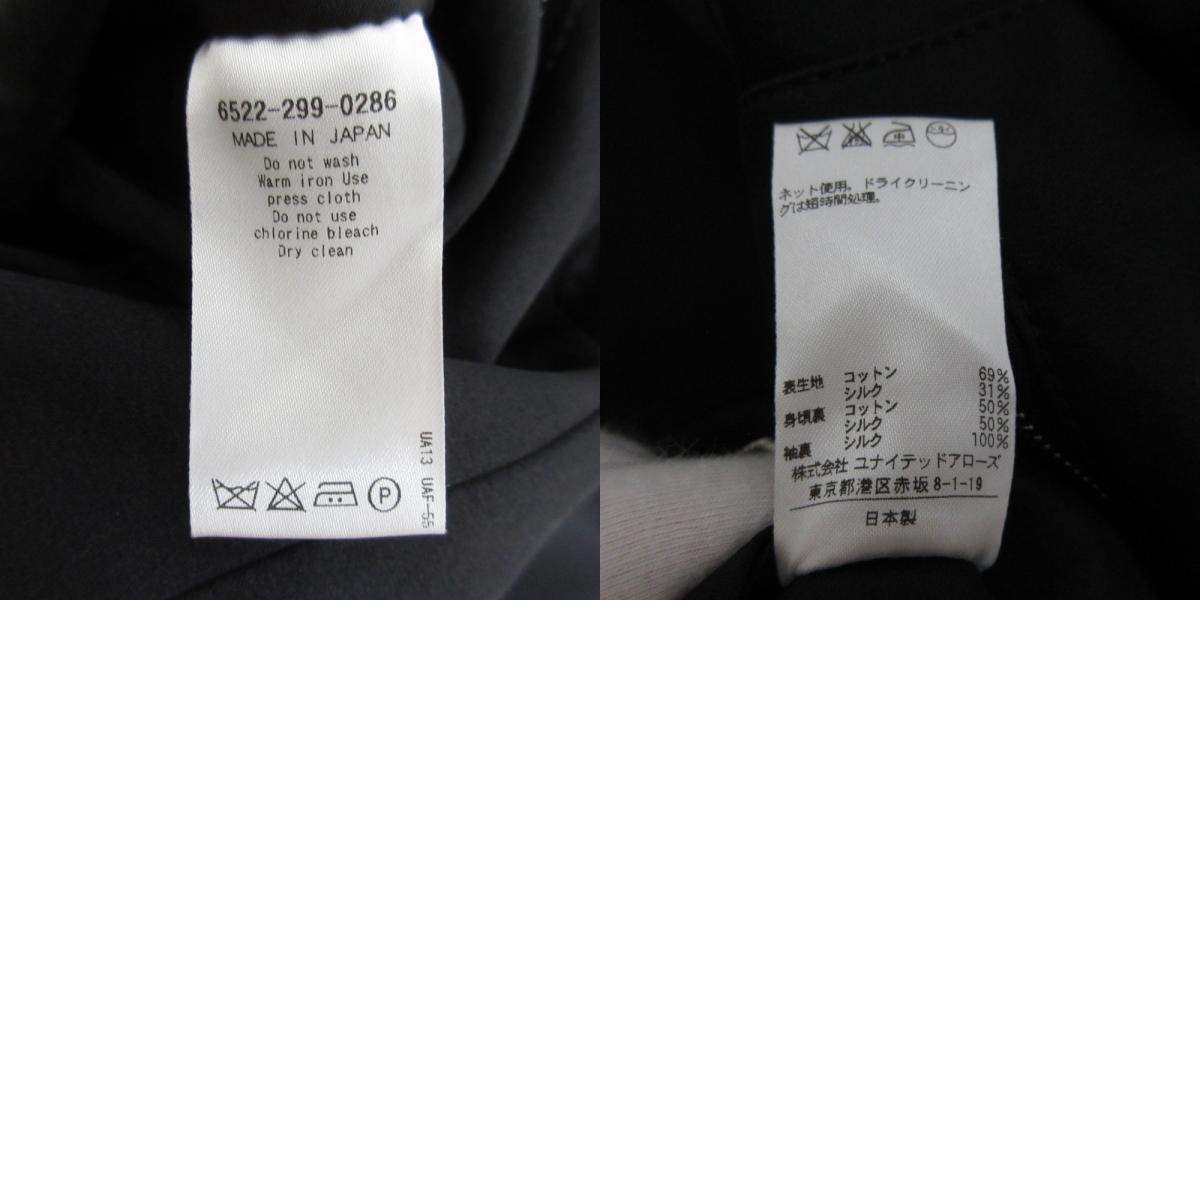 6522-299-0286
MADE IN JAPAN
Do not wash
Warm iron Use
press cloth
Do not use
chlorine bleach
Dry clean
UA13 UAF-55
P
中
ネット使用。ドライクリーニン
グは短時間処理。
表生地 コットン 69%
シルク 31%
身頃裏 コットン 50%
シルク 50%
袖裏 シルク 100%
株式会社 ユナイテッドアローズ
東京都港区赤坂8-1-19
日本製